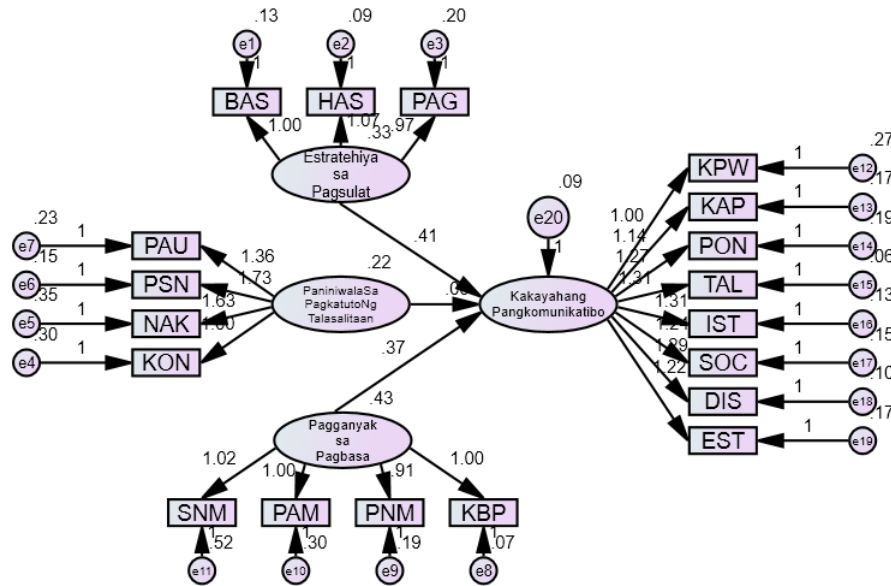 .13
.09
.20
e1
e2
e3
1
1
1
BAS
HAS
PAG
1.00
1.07
.33
.97
Estratehiya
sa
Pagsulat
.27
KPW
1
e12
.17
1.00
KAP
1
e13
.19
1.14
PON
1
e14
.06
1.27
TAL
1
e15
.13
1.31
IST
1
e16
.15
1.31
SOC
1
e17
.10
1.24
DIS
1
e18
.17
1.29
EST
1
e19
1.22
.09
e20
1
.41
.23
e7
1
PAU
1.36
.15
e6
1
PSN
1.73
.35
e5
1
NAK
1.63
.30
e4
1
KON
.22
PaniniwalaSa
PagkatutoNg
Talasalitaan
Kakayahang
Pangkomunikatibo
.37
.43
Pagganyak
sa
Pagbasa
1.02
1.00
.91
1.00
SNM
PAM
PNM
KBP
1
1
1
1
.52
.30
.19
.07
e11
e10
e9
e8